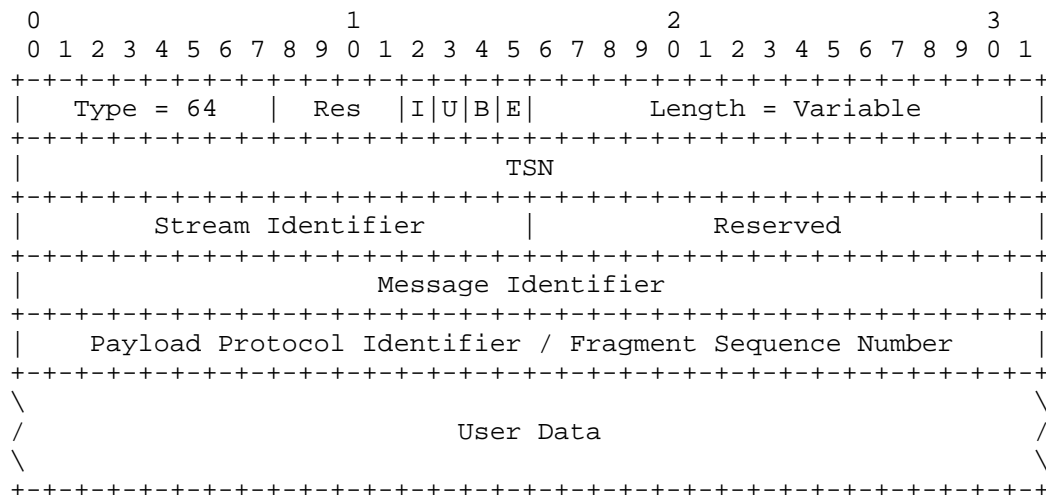 0                   1                   2                   3
 0 1 2 3 4 5 6 7 8 9 0 1 2 3 4 5 6 7 8 9 0 1 2 3 4 5 6 7 8 9 0 1
+-+-+-+-+-+-+-+-+-+-+-+-+-+-+-+-+-+-+-+-+-+-+-+-+-+-+-+-+-+-+-+-+
|   Type = 64   |  Res  |I|U|B|E|       Length = Variable       |
+-+-+-+-+-+-+-+-+-+-+-+-+-+-+-+-+-+-+-+-+-+-+-+-+-+-+-+-+-+-+-+-+
|                              TSN                              |
+-+-+-+-+-+-+-+-+-+-+-+-+-+-+-+-+-+-+-+-+-+-+-+-+-+-+-+-+-+-+-+-+
|        Stream Identifier      |           Reserved            |
+-+-+-+-+-+-+-+-+-+-+-+-+-+-+-+-+-+-+-+-+-+-+-+-+-+-+-+-+-+-+-+-+
|                      Message Identifier                       |
+-+-+-+-+-+-+-+-+-+-+-+-+-+-+-+-+-+-+-+-+-+-+-+-+-+-+-+-+-+-+-+-+
|    Payload Protocol Identifier / Fragment Sequence Number     |
+-+-+-+-+-+-+-+-+-+-+-+-+-+-+-+-+-+-+-+-+-+-+-+-+-+-+-+-+-+-+-+-+
\                                                               \
/                           User Data                           /
\                                                               \
+-+-+-+-+-+-+-+-+-+-+-+-+-+-+-+-+-+-+-+-+-+-+-+-+-+-+-+-+-+-+-+-+